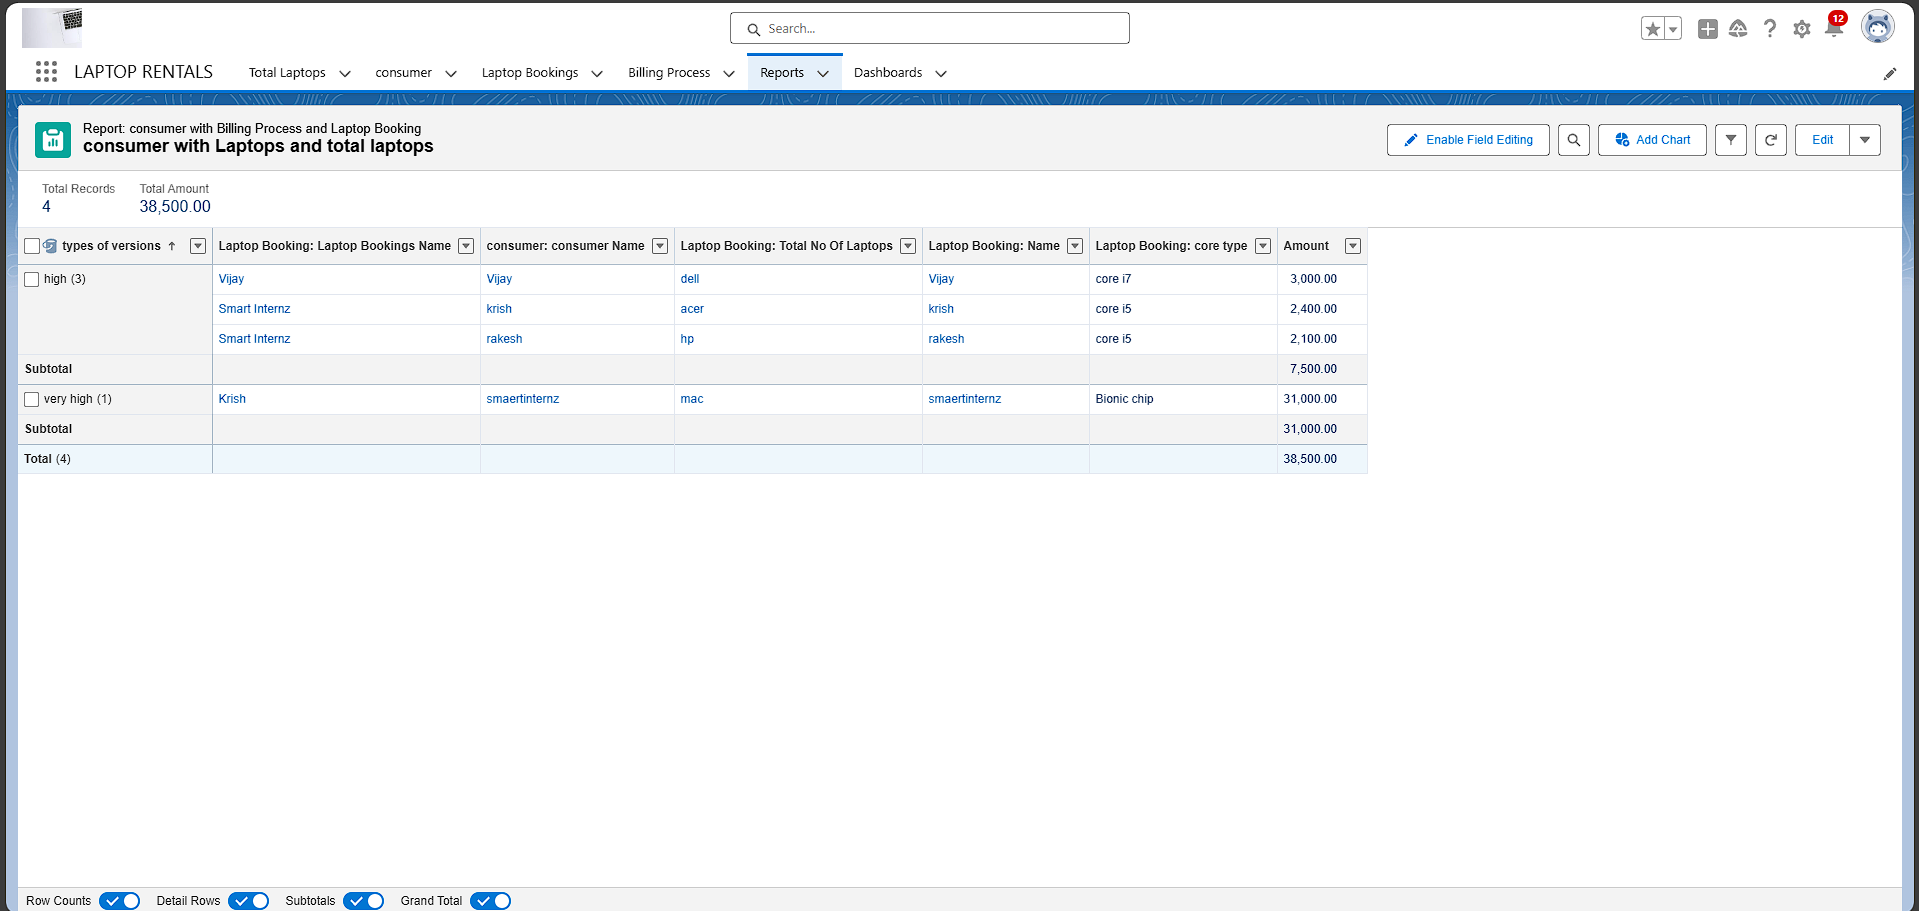 Search...
12
LAPTOP RENTALS Total Laptops consumer Laptop Bookings Billing Process Reports Dashboards
Report: consumer with Billing Process and Laptop Booking
consumer with Laptops and total laptops
Enable Field Editing Add Chart Edit
Total Records Total Amount
4 38,500.00
types of versions ↑ Laptop Booking: Laptop Bookings Name consumer: consumer Name Laptop Booking: Total No Of Laptops Laptop Booking: Name Laptop Booking: core type Amount
high (3) Vijay Vijay dell Vijay core i7 3,000.00
Smart Internz krish acer krish core i5 2,400.00
Smart Internz rakesh hp rakesh core i5 2,100.00
Subtotal 7,500.00
very high (1) Krish smaertinternz mac smaertinternz Bionic chip 31,000.00
Subtotal 31,000.00
Total (4) 38,500.00
Row Counts Detail Rows Subtotals Grand Total